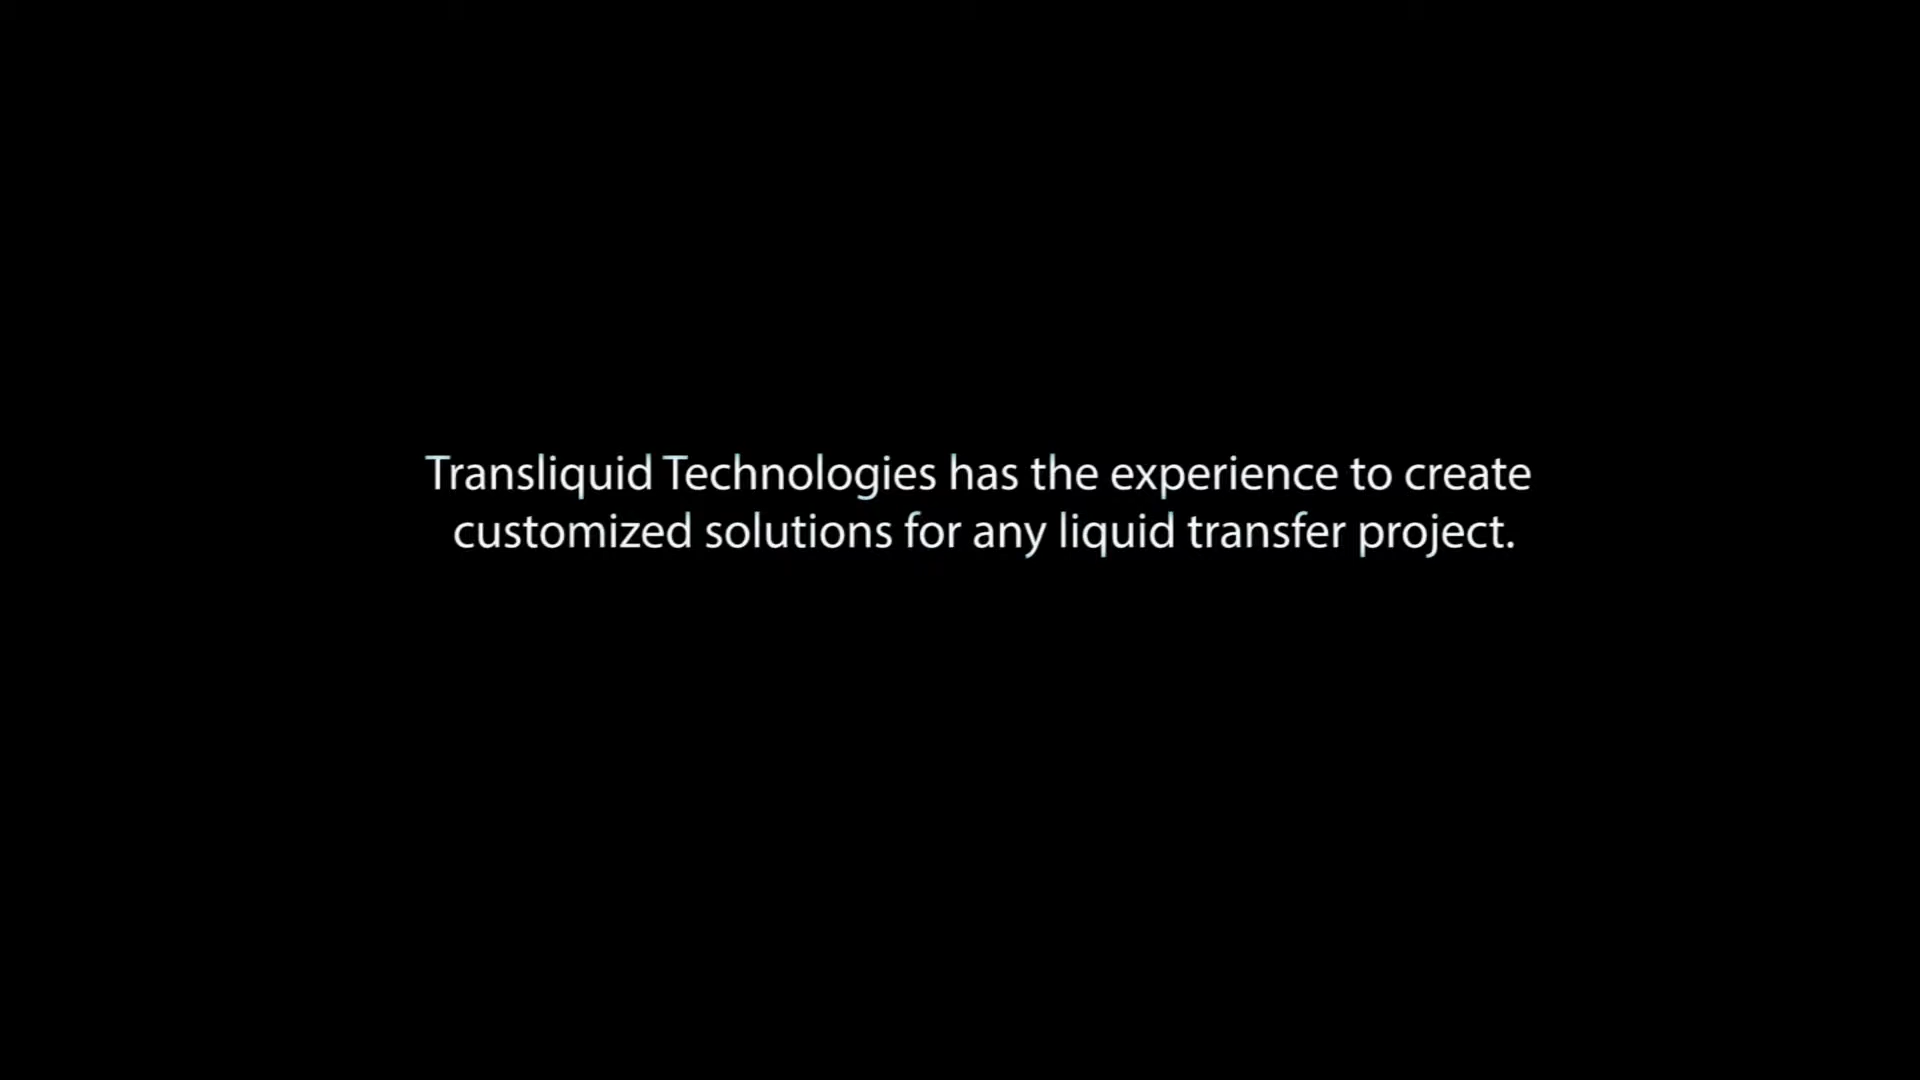 Transliquid Technologies has the experience to create
customized solutions for any liquid transfer project.